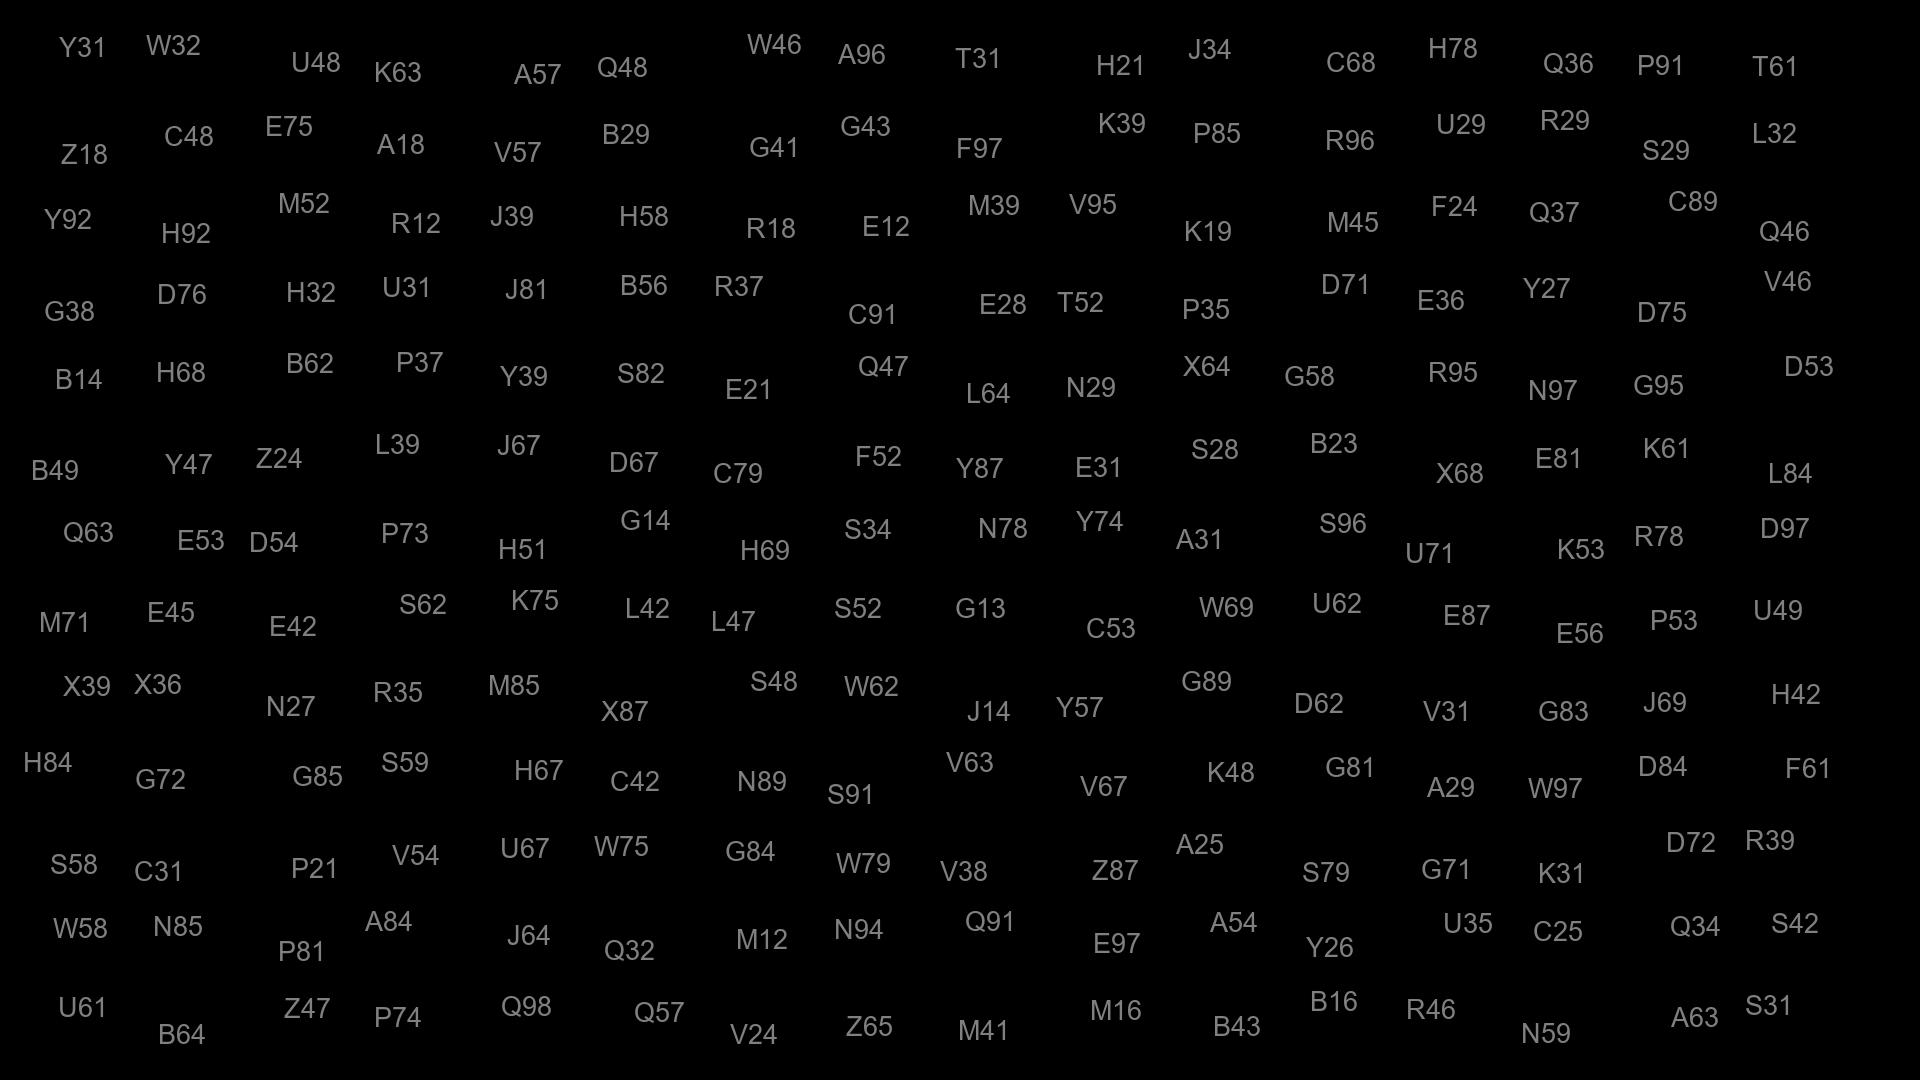 Y31 W32 U48 K63 A57 Q48 W46 A96 T31 H21 J34 C68 H78 Q36 P91 T61
Z18 C48 E75 A18 V57 B29 G41 G43 F97 K39 P85 R96 U29 R29 S29 L32
Y92 H92 M52 R12 J39 H58 R18 E12 M39 V95 K19 M45 F24 Q37 C89 Q46
G38 D76 H32 U31 J81 B56 R37 C91 E28 T52 P35 D71 E36 Y27 D75 V46
B14 H68 B62 P37 Y39 S82 E21 Q47 L64 N29 X64 G58 R95 N97 G95 D53
B49 Y47 Z24 L39 J67 D67 C79 F52 Y87 E31 S28 B23 X68 E81 K61 L84
Q63 E53 D54 P73 H51 G14 H69 S34 N78 Y74 A31 S96 U71 K53 R78 D97
M71 E45 E42 S62 K75 L42 L47 S52 G13 C53 W69 U62 E87 E56 P53 U49
X39 X36 N27 R35 M85 X87 S48 W62 J14 Y57 G89 D62 V31 G83 J69 H42
H84 G72 G85 S59 H67 C42 N89 S91 V63 V67 K48 G81 A29 W97 D84 F61
S58 C31 P21 V54 U67 W75 G84 W79 V38 Z87 A25 S79 G71 K31 D72 R39
W58 N85 P81 A84 J64 Q32 M12 N94 Q91 E97 A54 Y26 U35 C25 Q34 S42
U61 B64 Z47 P74 Q98 Q57 V24 Z65 M41 M16 B43 B16 R46 N59 A63 S31